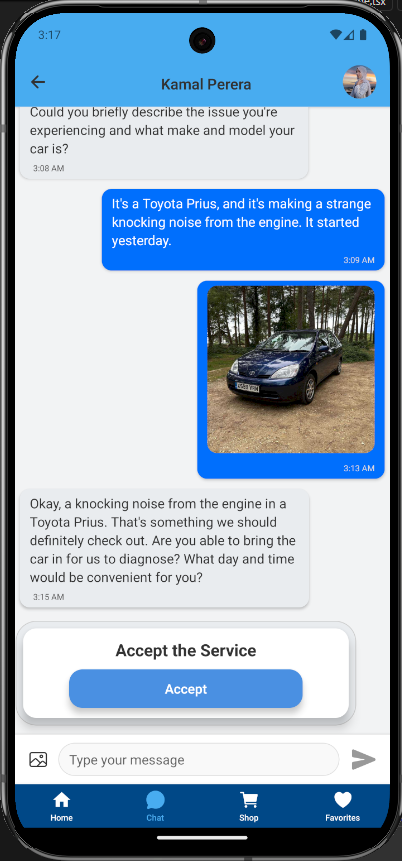 .tsx
3:17
Kamal Perera
Could you briefly describe the issue you're
experiencing and what make and model your
car is?
3:08 AM
It's a Toyota Prius, and it's making a strange
knocking noise from the engine. It started
yesterday.
3:09 AM
3:13 AM
Okay, a knocking noise from the engine in a
Toyota Prius. That's something we should
definitely check out. Are you able to bring the
car in for us to diagnose? What day and time
would be convenient for you?
3:15 AM
Accept the Service
Accept
Type your message
Home
Chat
Shop
Favorites